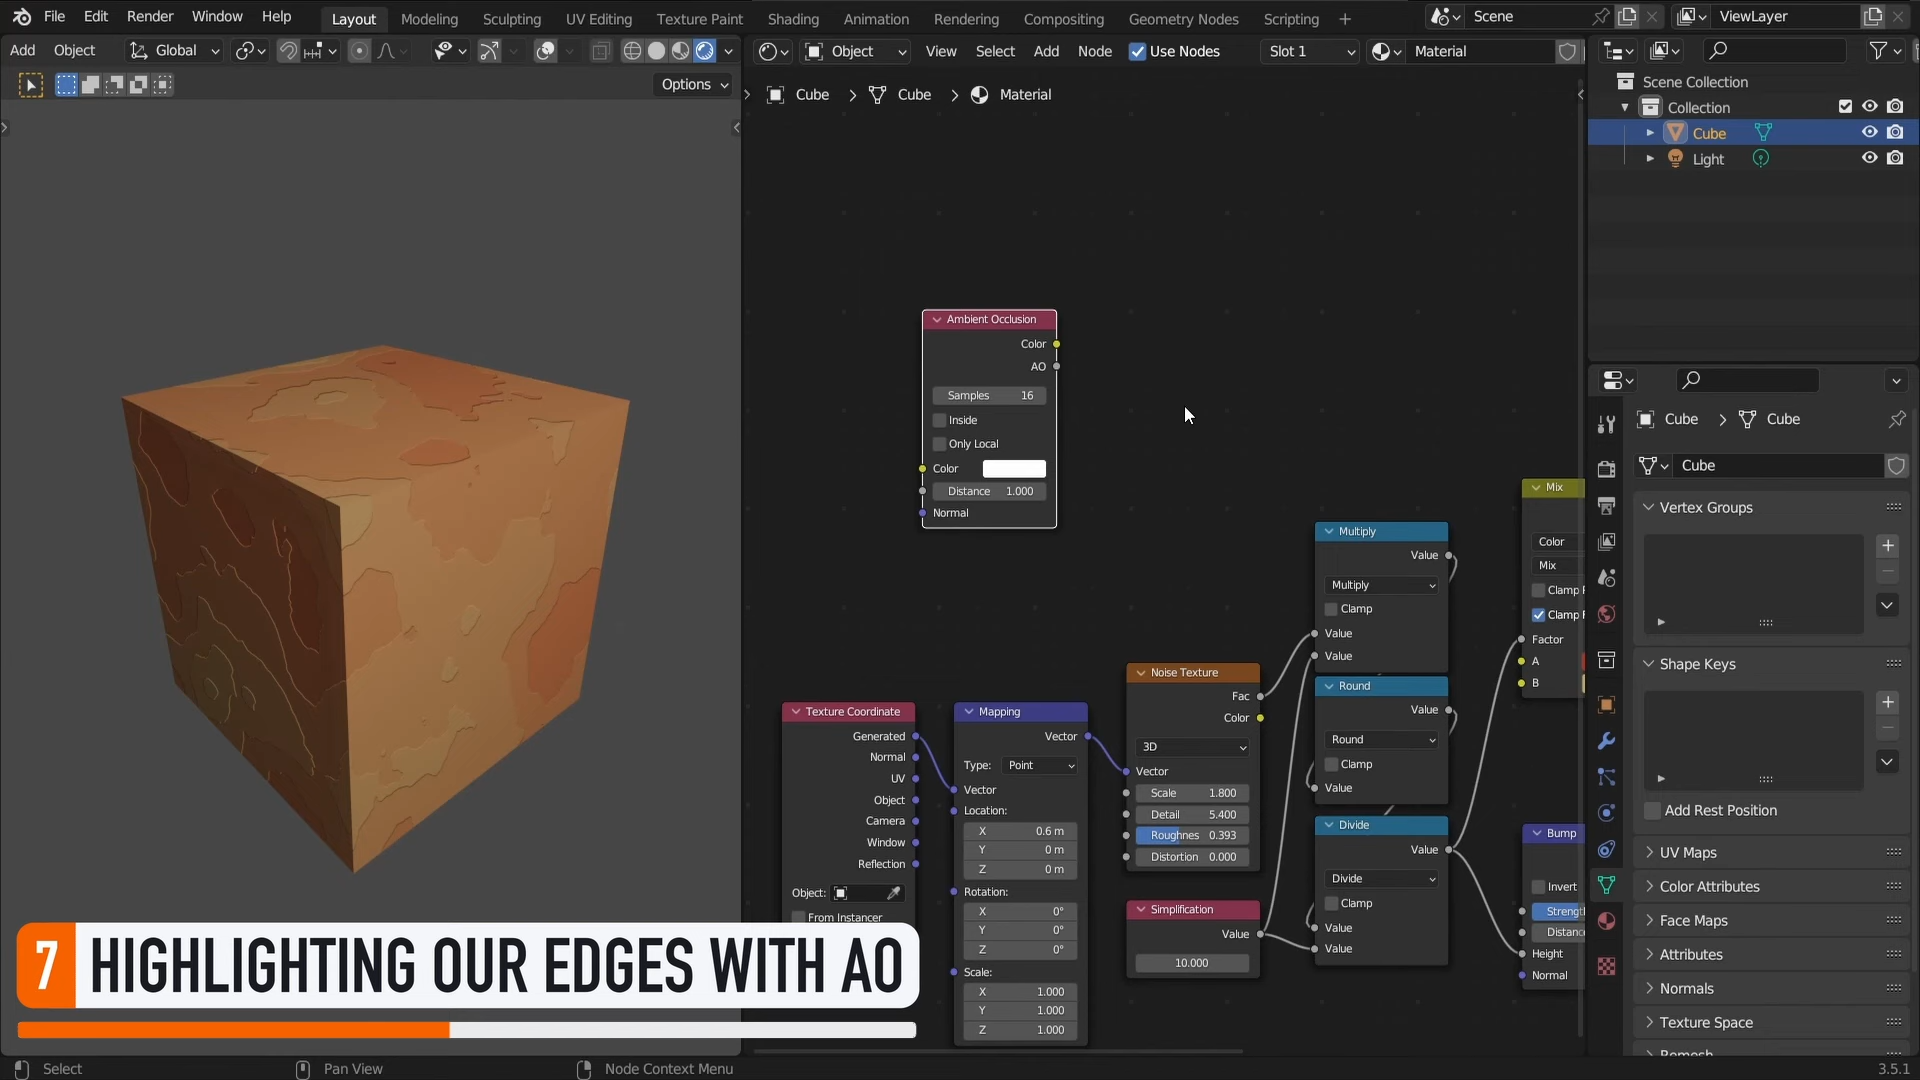 File Edit Render Window Help Layout Modeling Sculpting UV Editing Texture Paint Shading Animation Rendering Compositing Geometry Nodes Scripting + Scene ViewLayer
Add Object Global Object View Select Add Node Use Nodes Slot 1 Material
Options
Cube > Cube > Material
Scene Collection
Collection
Cube
Light
Ambient Occlusion
Color
AO
Samples 16
Inside
Only Local
Color
Distance 1.000
Normal
Texture Coordinate
Generated
Normal
UV
Object
Camera
Window
Reflection
Object:
From Instancer
Mapping
Vector
Type: Point
Vector
Location:
X 0.6 m
Y 0 m
Z 0 m
Rotation:
X 0°
Y 0°
Z 0°
Scale:
X 1.000
Y 1.000
Z 1.000
Noise Texture
Fac
Color
3D
Vector
Scale 1.800
Detail 5.400
Roughnes 0.393
Distortion 0.000
Simplification
Value
10.000
Multiply
Value
Multiply
Clamp
Value
Value
Round
Value
Round
Clamp
Value
Divide
Value
Divide
Clamp
Value
Value
Mix
Color
Mix
Clamp F
Clamp F
Factor
A
B
Bump
Invert
Strengt
Distanc
Height
Normal
Cube > Cube
Cube
Vertex Groups
Shape Keys
Add Rest Position
UV Maps
Color Attributes
Face Maps
Attributes
Normals
Texture Space
Remesh
7 HIGHLIGHTING OUR EDGES WITH AO
Select Pan View Node Context Menu 3.5.1